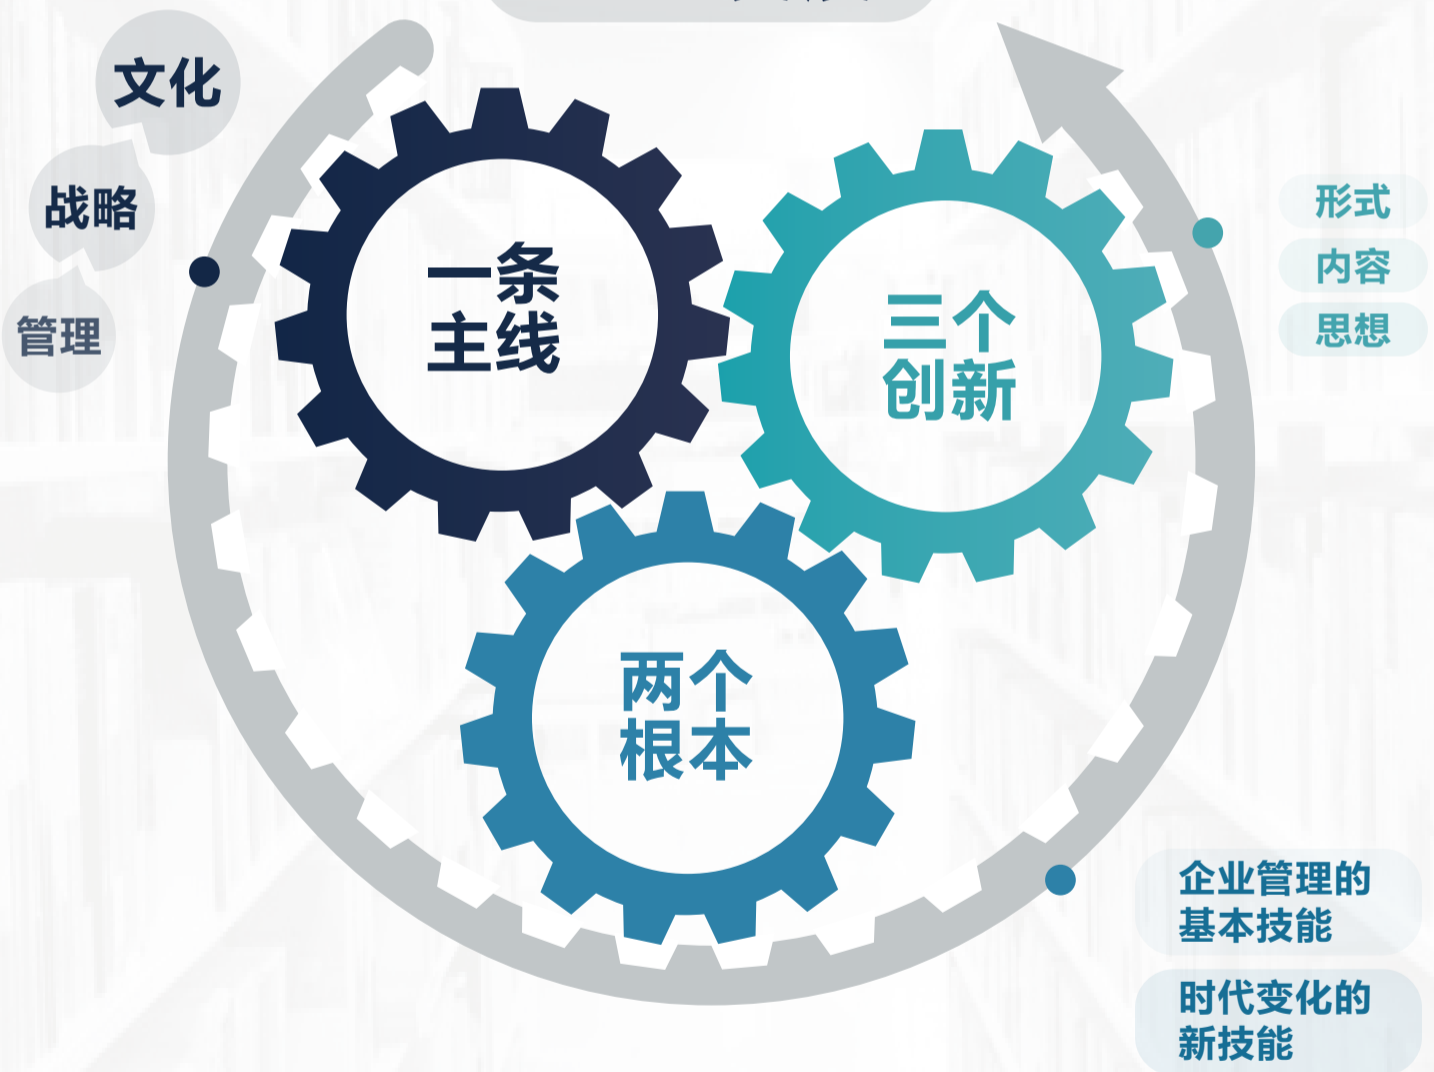 文化
战略
管理
一条
主线
三个
创新
形式
内容
思想
两个
根本
企业管理的
基本技能
时代变化的
新技能